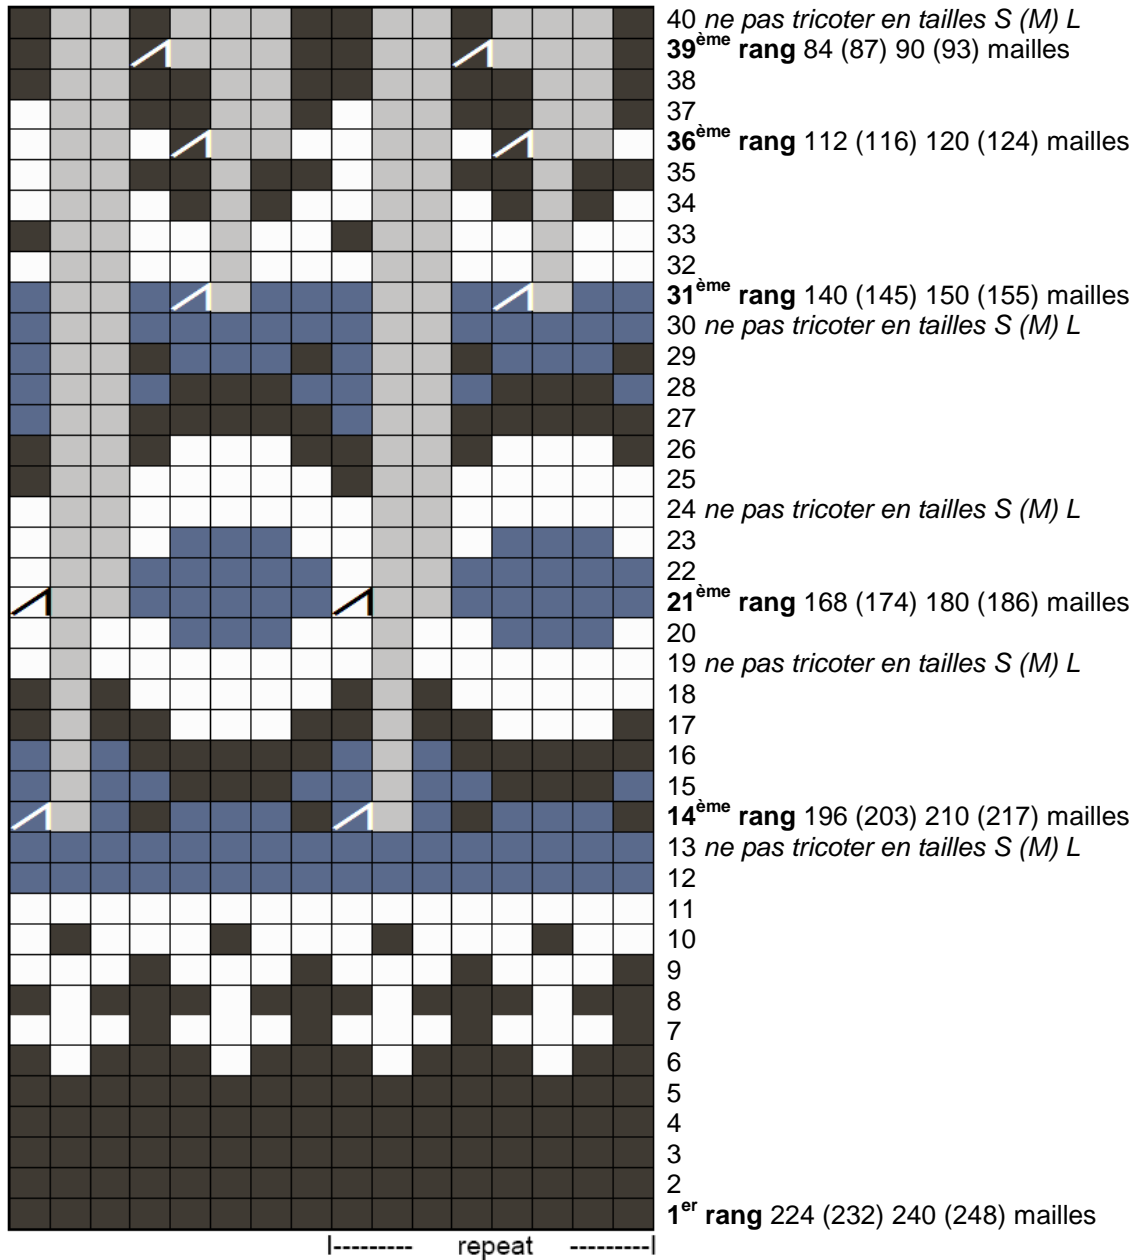 40 ne pas tricoter en tailles S (M) L
39ème rang 84 (87) 90 (93) mailles
38
37
36ème rang 112 (116) 120 (124) mailles
35
34
33
32
31ème rang 140 (145) 150 (155) mailles
30 ne pas tricoter en tailles S (M) L
29
28
27
26
25
24 ne pas tricoter en tailles S (M) L
23
22
21ème rang 168 (174) 180 (186) mailles
20
19 ne pas tricoter en tailles S (M) L
18
17
16
15
14ème rang 196 (203) 210 (217) mailles
13 ne pas tricoter en tailles S (M) L
12
11
10
9
8
7
6
5
4
3
2
1er rang 224 (232) 240 (248) mailles
|--------- repeat ---------|